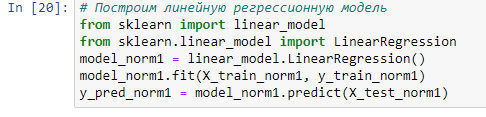 In [20]: # Построим линейную регрессионную модель
from sklearn import linear_model
from sklearn.linear_model import LinearRegression
model_norm1 = linear_model.LinearRegression()
model_norm1.fit(X_train_norm1, y_train_norm1)
y_pred_norm1 = model_norm1.predict(X_test_norm1)